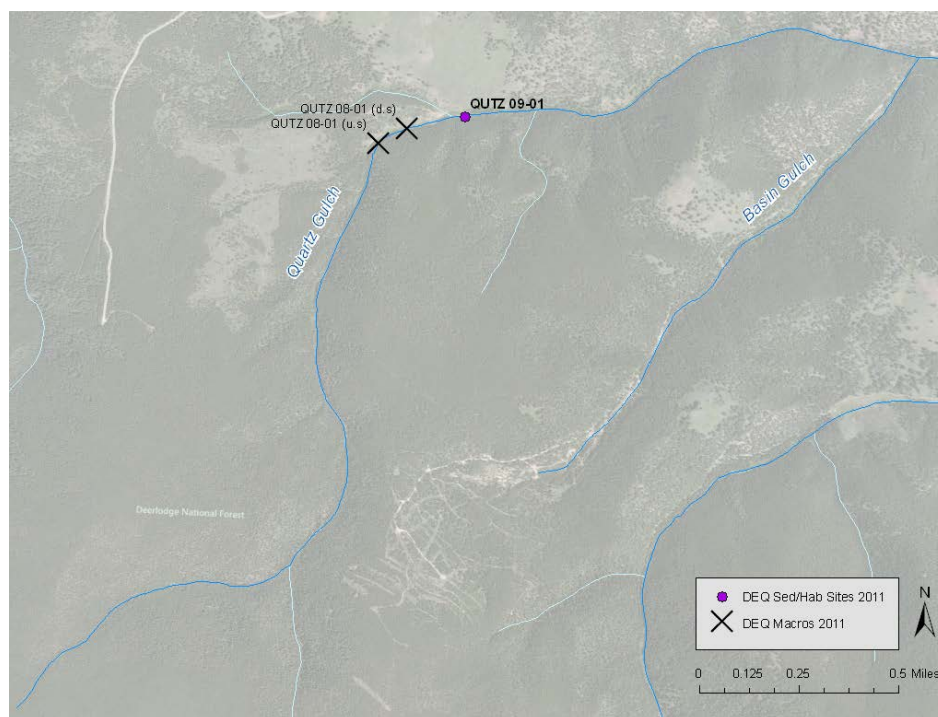 QUTZ 09-01
QUTZ 08-01 (d.s)
QUTZ 08-01 (u.s)
Quartz Gulch
Basin Gulch
Deerlodge National Forest
DEQ Sed/Hab Sites 2011
DEQ Macros 2011
N
0 0.125 0.25 0.5 Miles